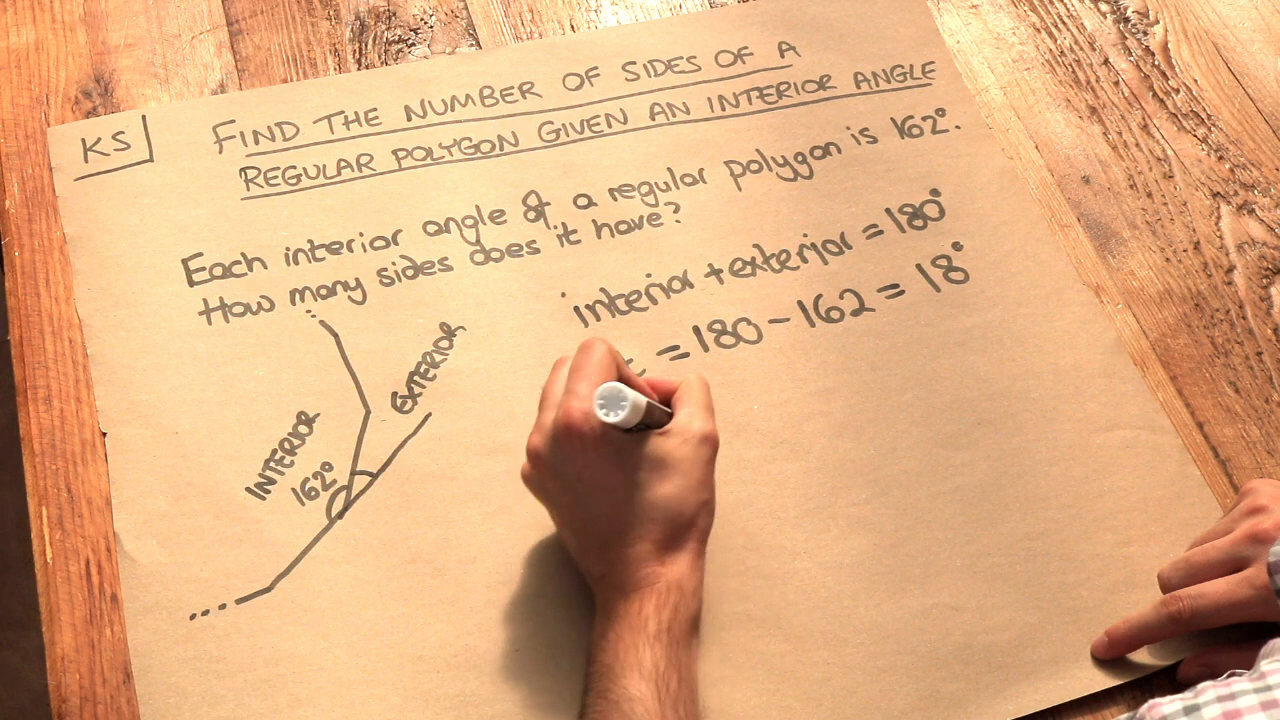 KS
FIND THE NUMBER OF SIDES OF A
REGULAR POLYGON GIVEN AN INTERIOR ANGLE
Each interior angle of a regular polygon is 162°.
How many sides does it have?
interior + exterior = 180°
= 180 - 162 = 18°
EXTERIOR
INTERIOR
162°